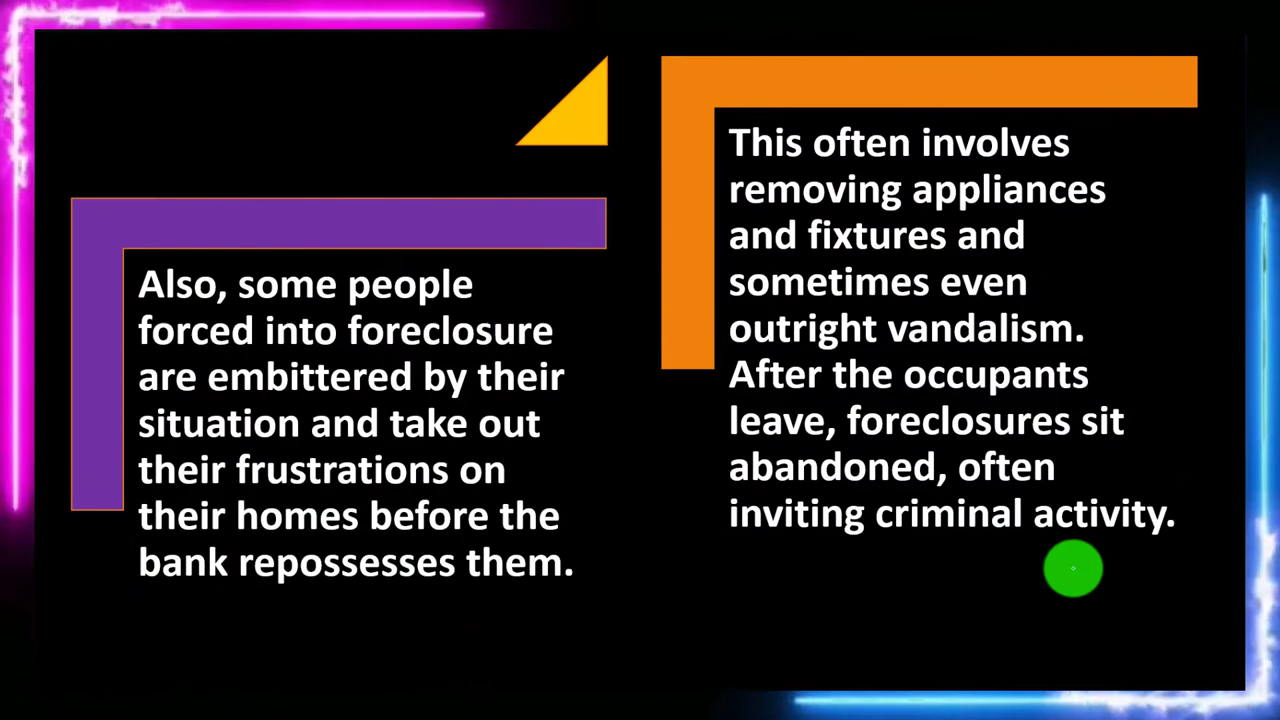 Also, some people
forced into foreclosure
are embittered by their
situation and take out
their frustrations on
their homes before the
bank repossesses them.
This often involves
removing appliances
and fixtures and
sometimes even
outright vandalism.
After the occupants
leave, foreclosures sit
abandoned, often
inviting criminal activity.